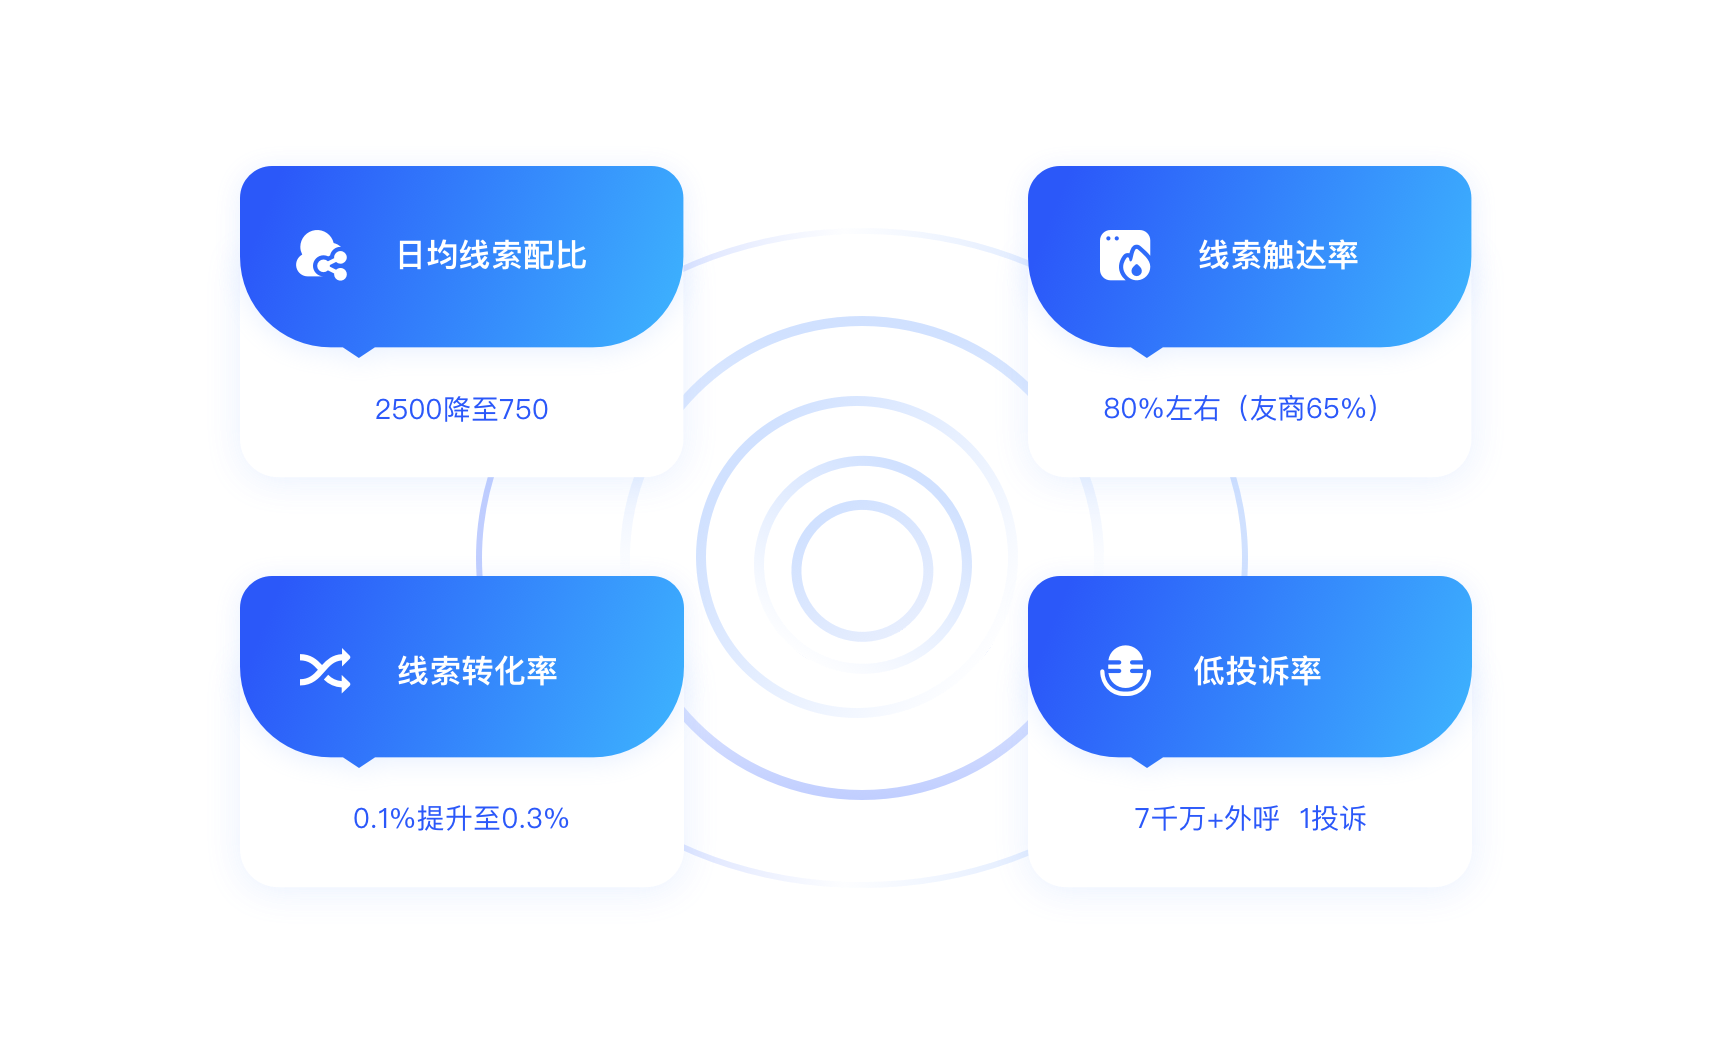 日均线索配比
2500降至750
线索触达率
80%左右（友商65%）
线索转化率
0.1%提升至0.3%
低投诉率
7千万+外呼 1投诉